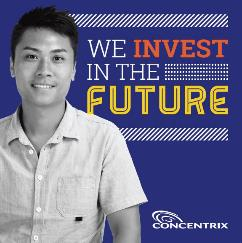 WE INVEST
IN THE
FUTURE
CONCENTRIX